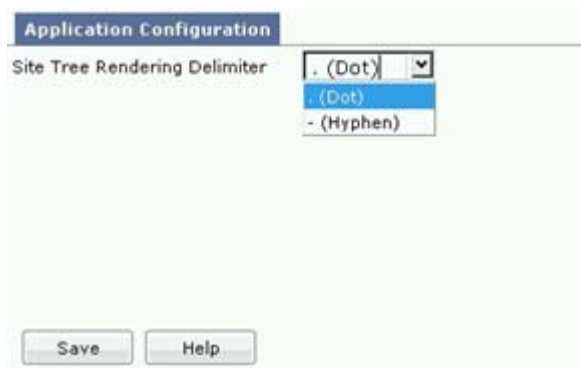 Application Configuration
Site Tree Rendering Delimiter . (Dot)
. (Dot)
- (Hyphen)
Save Help